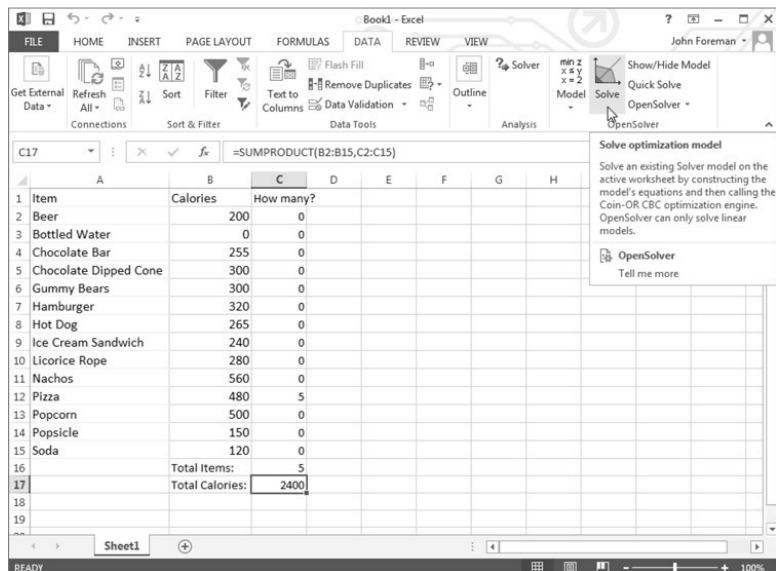 Book1 - Excel
FILE HOME INSERT PAGE LAYOUT FORMULAS DATA REVIEW VIEW John Foreman
Get External Data
Refresh All
Connections
Sort
Filter
Sort & Filter
Text to Columns
Flash Fill
Remove Duplicates
Data Validation
Data Tools
Outline
Solver
Analysis
min z
x ≤ y
x = 2
Model
Solve
Show/Hide Model
Quick Solve
OpenSolver
OpenSolver
Solve optimization model
Solve an existing Solver model on the
active worksheet by constructing the
model's equations and then calling the
Coin-OR CBC optimization engine.
OpenSolver can only solve linear
models.
OpenSolver
Tell me more
C17 fx =SUMPRODUCT(B2:B15,C2:C15)
A B C D E F G H
1 Item Calories How many?
2 Beer 200 0
3 Bottled Water 0 0
4 Chocolate Bar 255 0
5 Chocolate Dipped Cone 300 0
6 Gummy Bears 300 0
7 Hamburger 320 0
8 Hot Dog 265 0
9 Ice Cream Sandwich 240 0
10 Licorice Rope 280 0
11 Nachos 560 0
12 Pizza 480 5
13 Popcorn 500 0
14 Popsicle 150 0
15 Soda 120 0
16 Total Items: 5
17 Total Calories: 2400
18
19
Sheet1
READY 100%